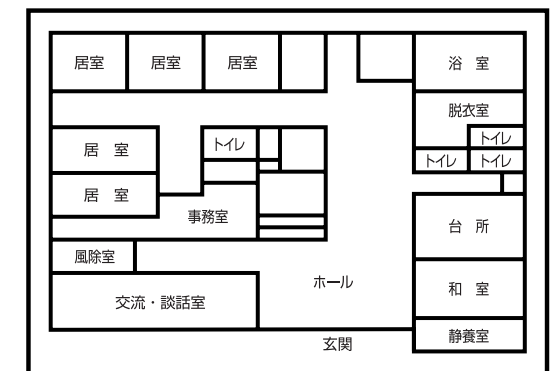 居室
居室
居室
浴　室
脱衣室
トイレ
トイレ
トイレ
トイレ
居　室
居　室
事務室
台　所
風除室
ホール
和　室
交流・談話室
静養室
玄関